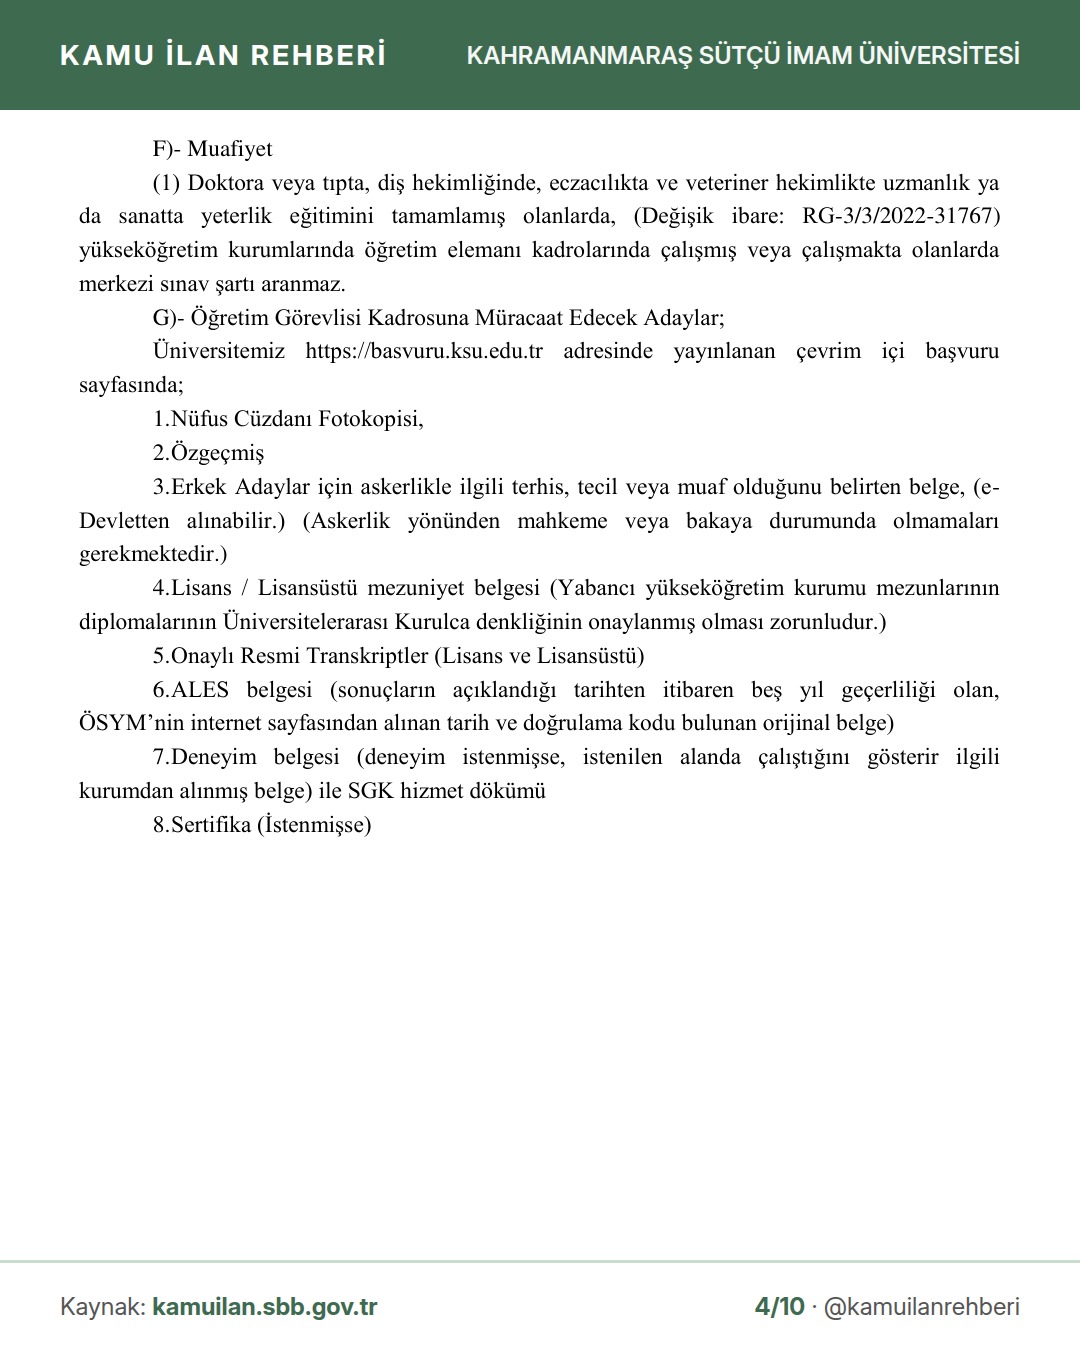 KAMU İLAN REHBERİ
KAHRAMANMARAŞ SÜTÇÜ İMAM ÜNİVERSİTESİ
F)- Muafiyet
(1) Doktora veya tıpta, diş hekimliğinde, eczacılıkta ve veteriner hekimlikte uzmanlık ya
da sanatta yeterlik eğitimini tamamlamış olanlarda, (Değişik ibare: RG-3/3/2022-31767)
yükseköğretim kurumlarında öğretim elemanı kadrolarında çalışmış veya çalışmakta olanlarda
merkezi sınav şartı aranmaz.
G)- Öğretim Görevlisi Kadrosuna Müracaat Edecek Adaylar;
Üniversitemiz https://basvuru.ksu.edu.tr adresinde yayınlanan çevrim içi başvuru
sayfasında;
1.Nüfus Cüzdanı Fotokopisi,
2.Özgeçmiş
3.Erkek Adaylar için askerlikle ilgili terhis, tecil veya muaf olduğunu belirten belge, (e-
Devletten alınabilir.) (Askerlik yönünden mahkeme veya bakaya durumunda olmamaları
gerekmektedir.)
4.Lisans / Lisansüstü mezuniyet belgesi (Yabancı yükseköğretim kurumu mezunlarının
diplomalarının Üniversitelerarası Kurulca denkliğinin onaylanmış olması zorunludur.)
5.Onaylı Resmi Transkriptler (Lisans ve Lisansüstü)
6.ALES belgesi (sonuçların açıklandığı tarihten itibaren beş yıl geçerliliği olan,
ÖSYM’nin internet sayfasından alınan tarih ve doğrulama kodu bulunan orijinal belge)
7.Deneyim belgesi (deneyim istenmişse, istenilen alanda çalıştığını gösterir ilgili
kurumdan alınmış belge) ile SGK hizmet dökümü
8.Sertifika (İstenmişse)
Kaynak: kamuilan.sbb.gov.tr
4/10 · @kamuilanrehberi